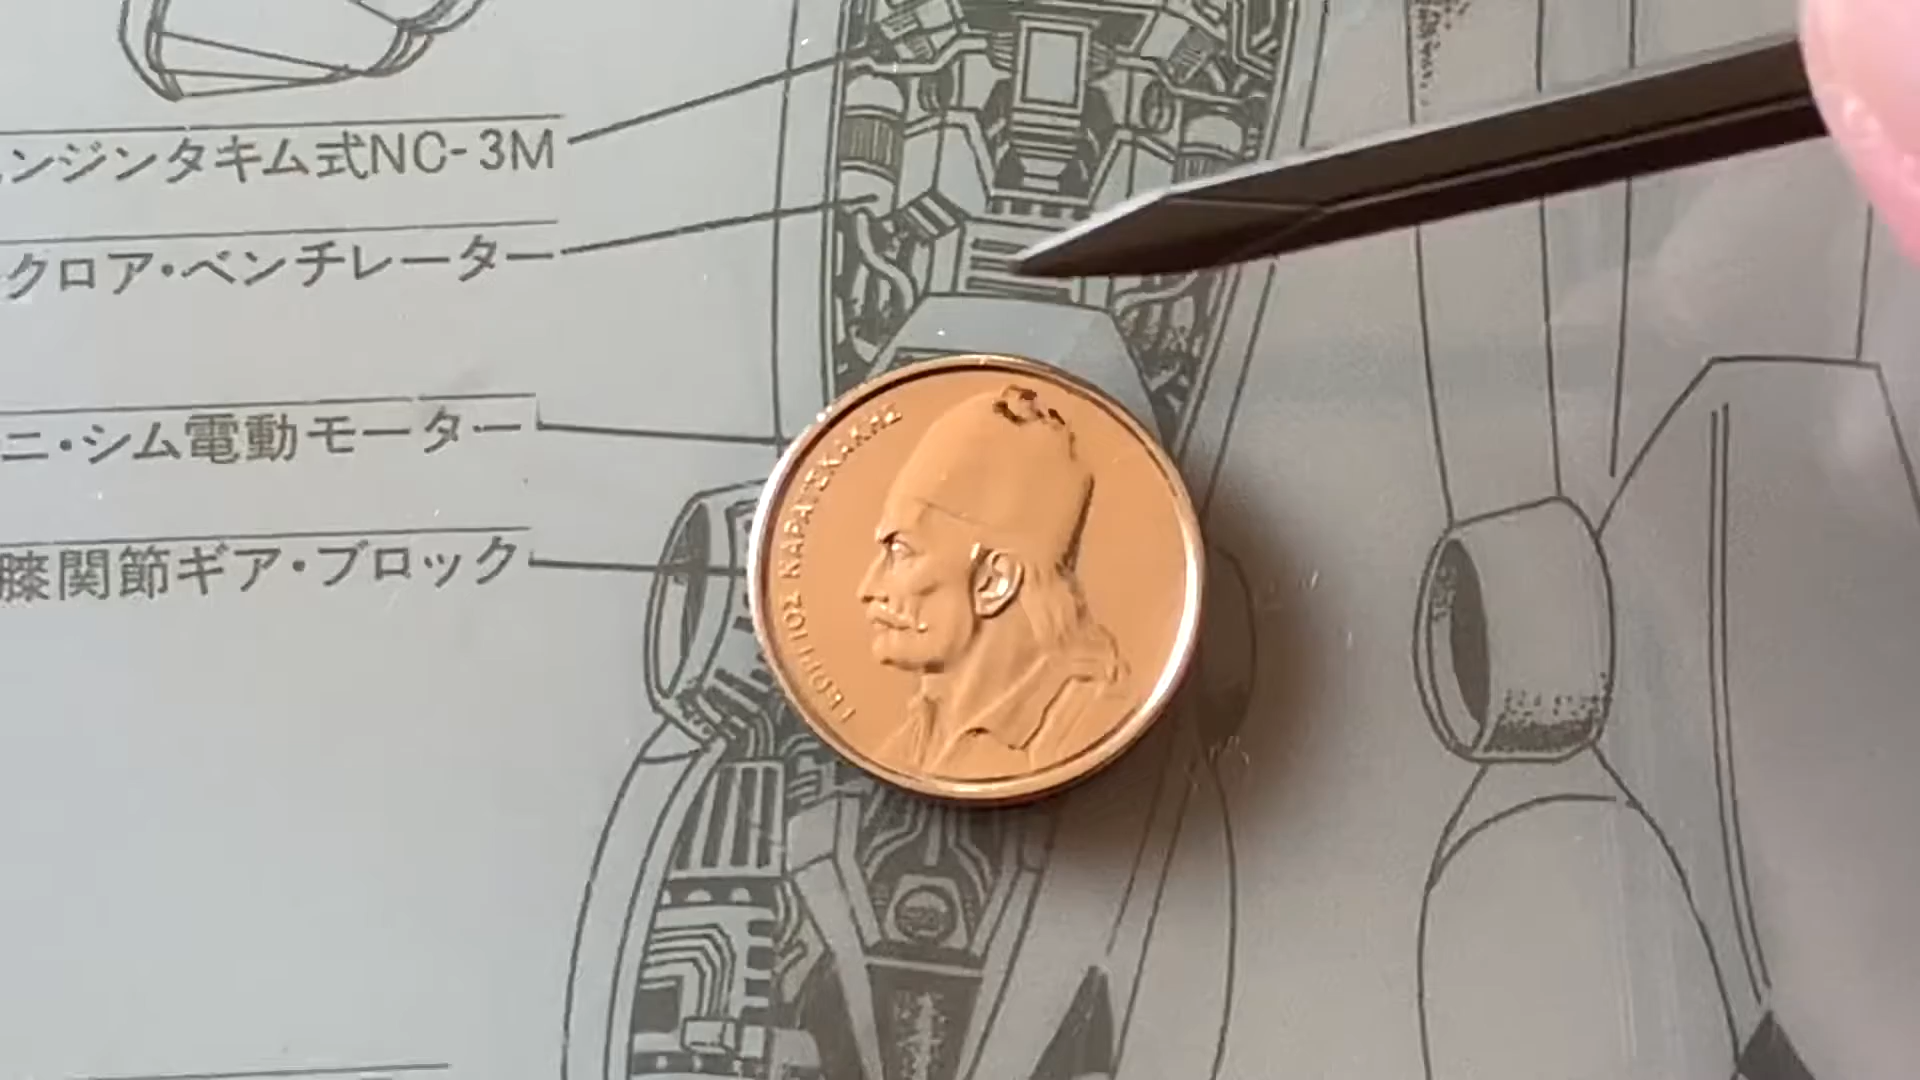 ンジンタキム式NC-3M
クロア・ベンチレーター
ニ・シム電動モーター
膝関節ギア・ブロック
ΓΕΩΡΓΙΟΣ ΚΑΡΑΪΣΚΑΚΗΣ